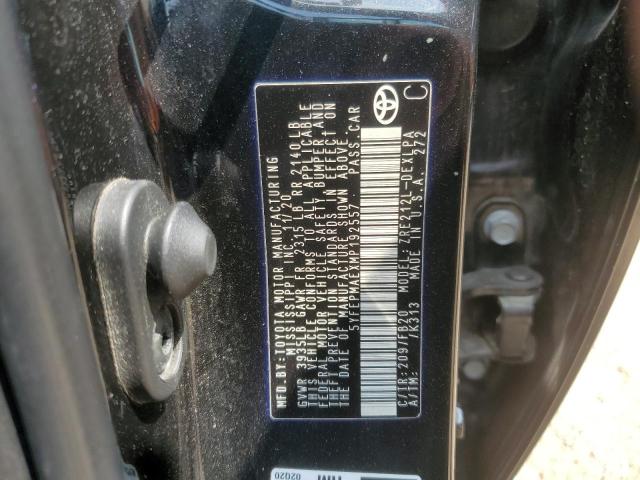 MFD.BY:TOYOTA MOTOR MANUFACTURING
MISSISSIPPI INC. 11/20
GVWR 3935LB GAWR FR 2315 LB RR 2140 LB
THIS VEHICLE CONFORMS TO ALL APPLICABLE
FEDERAL MOTOR VEHICLE SAFETY, BUMPER, AND
THEFT PREVENTION STANDARDS IN EFFECT ON
THE DATE OF MANUFACTURE SHOWN ABOVE.
5YFEPMAEXMP192557 PASS.CAR
C/TR: 209/FB20 MODEL: ZRE212L-DEXEPA
A/TM: /K313 MADE IN U.S.A. 272
C
02Q20